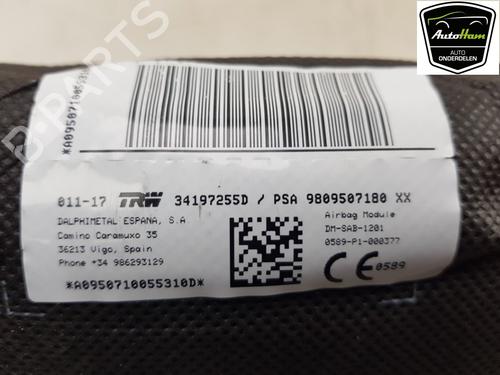 AutoHam
AUTO
ONDERDELEN
B-PARTS
*A0950710055310D*
011-17 TRW 34197255D / PSA 9809507180 XX
DALPHIMETAL ESPANA, S.A Airbag Module
Camino Caramuxo 35 DM-SAB-1201
36213 Vigo, Spain 0589-P1-000377
Phone +34 986293129
CE 0589
*A0950710055310D*